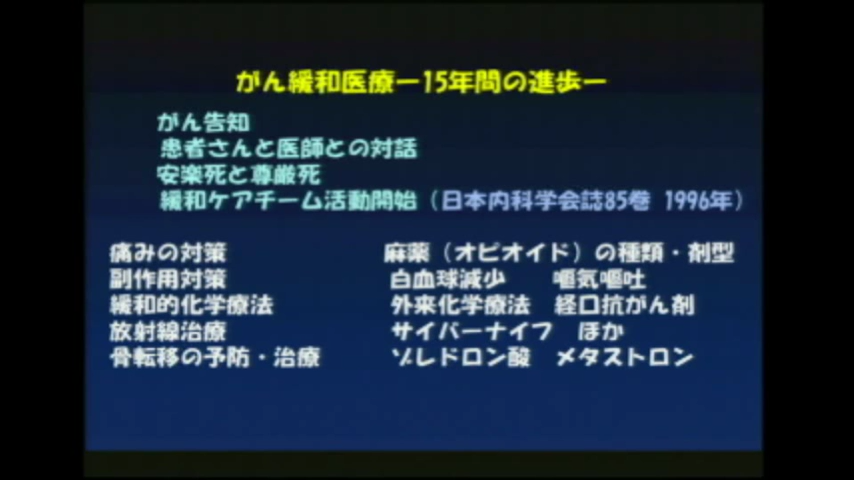 がん緩和医療ー15年間の進歩ー
がん告知
患者さんと医師との対話
安楽死と尊厳死
緩和ケアチーム活動開始（日本内科学会誌85巻 1996年）
痛みの対策 麻薬（オピオイド）の種類・剤型
副作用対策 白血球減少 嘔気嘔吐
緩和的化学療法 外来化学療法 経口抗がん剤
放射線治療 サイバーナイフ ほか
骨転移の予防・治療 ゾレドロン酸 メタストロン